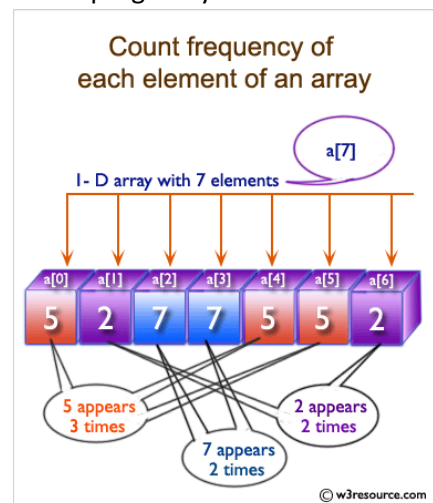 Count frequency of
each element of an array
a[7]
1- D array with 7 elements
a[0] a[1] a[2] a[3] a[4] a[5] a[6]
5 2 7 7 5 5 2
5 appears
3 times
7 appears
2 times
2 appears
2 times
© w3resource.com